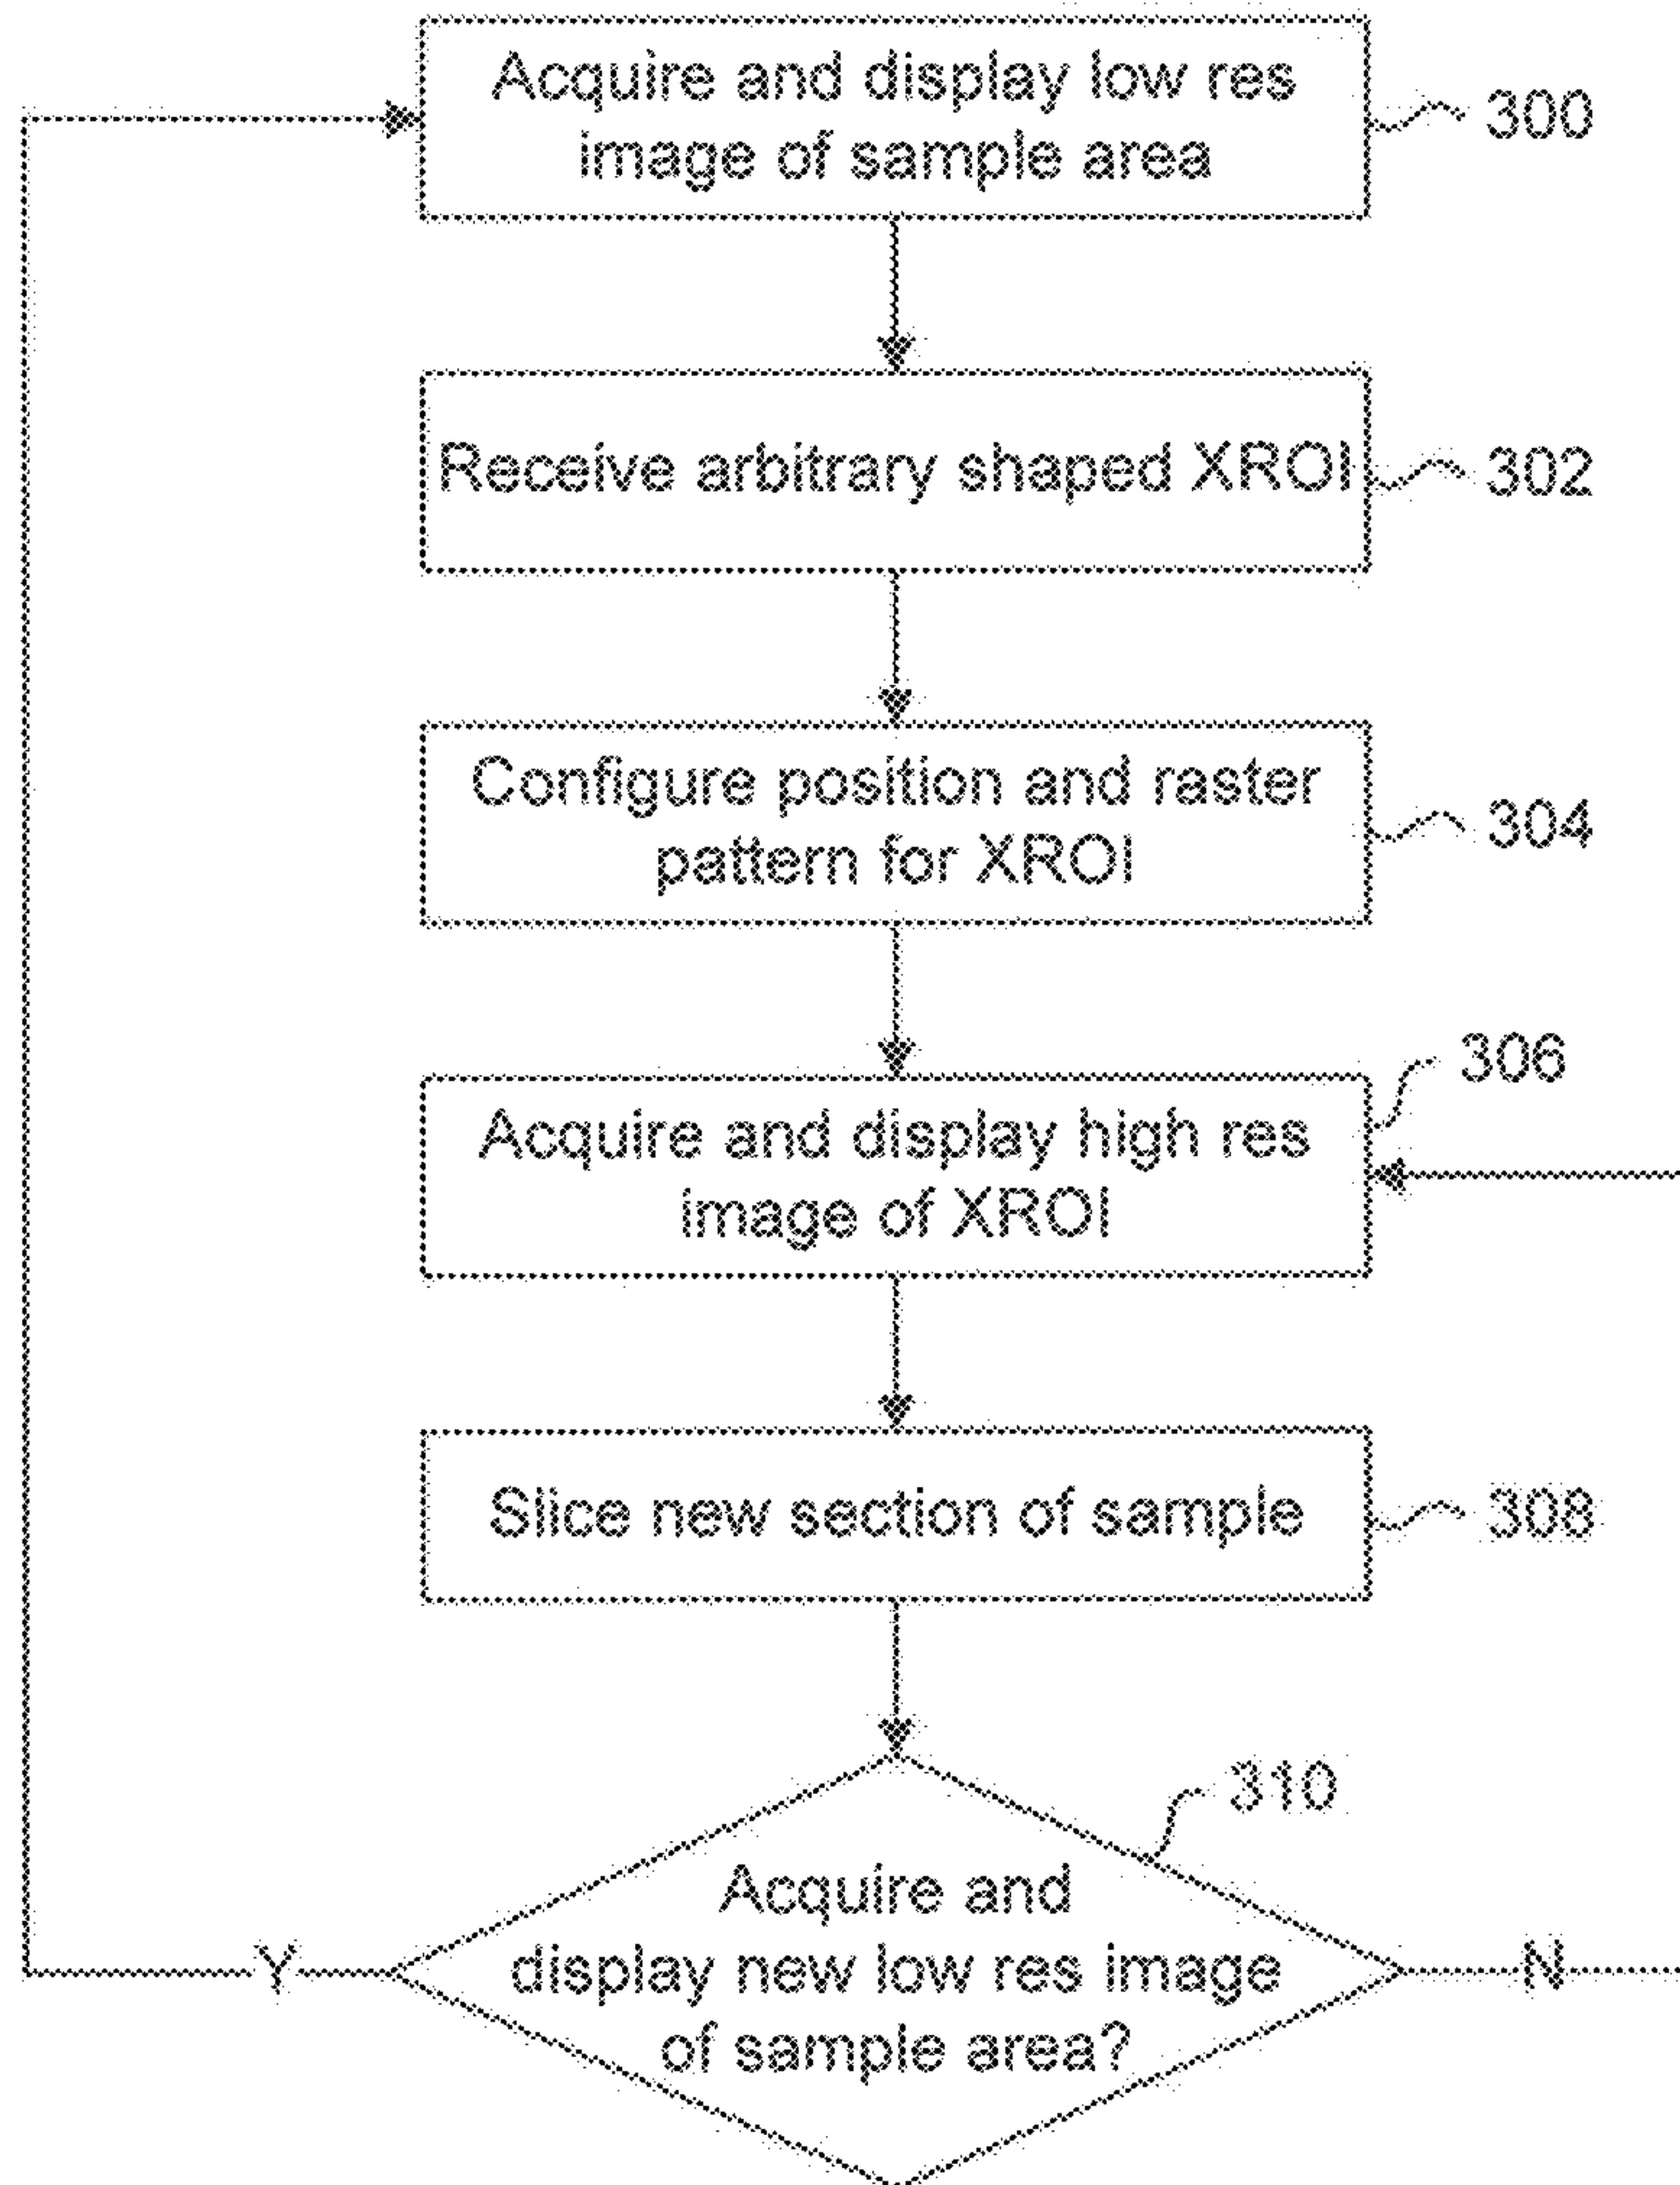 Acquire and display low res
image of sample area
300
Receive arbitrary shaped XROI
302
Configure position and raster
pattern for XROI
304
306
Acquire and display high res
image of XROI
Slice new section of sample
308
310
Acquire and
display new low res image
of sample area?
Y
N